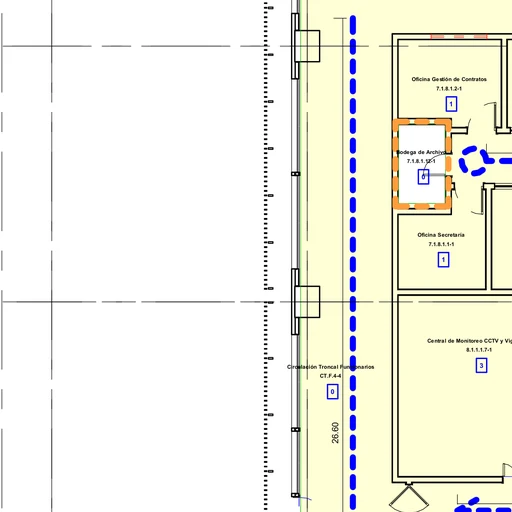 Oficina Gestión de Contratos
7.1.8.1.2-1
1
Bodega de Archivo
7.1.8.1.12-1
0
Oficina Secretaría
7.1.8.1.1-1
1
Central de Monitoreo CCTV y Vig
8.1.1.1.7-1
3
Circulación Troncal Funcionarios
CT.F.4-4
0
26.60